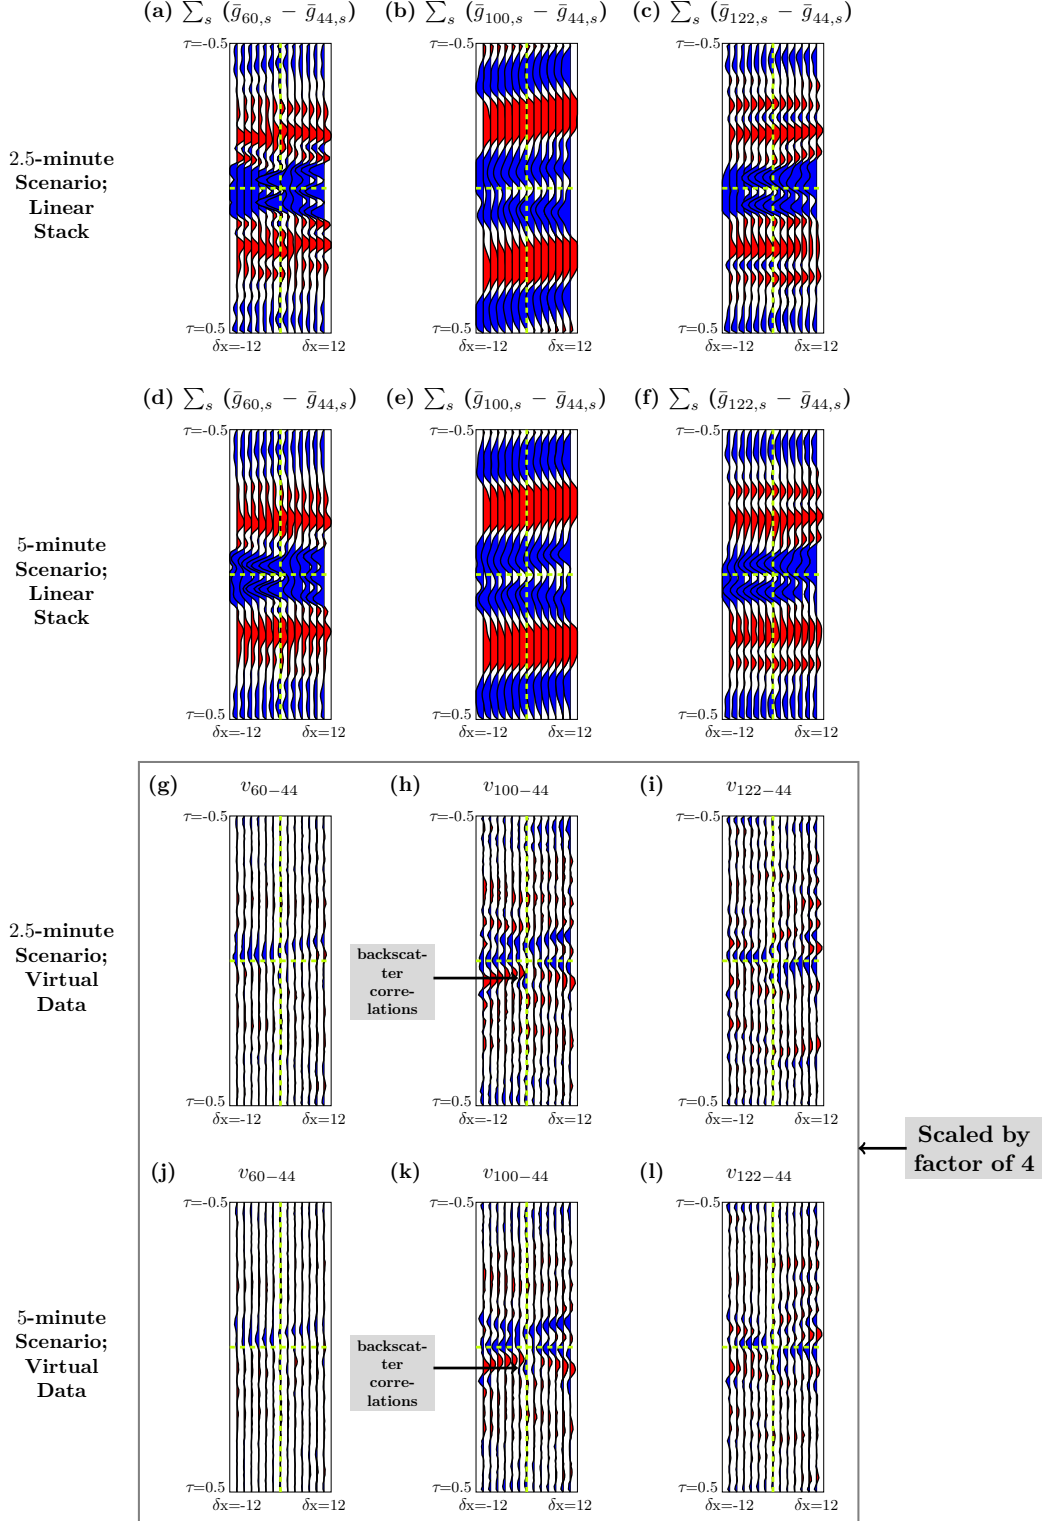 (a) ∑ₛ (ḡ₆₀,ₛ − ḡ₄₄,ₛ)
(b) ∑ₛ (ḡ₁₀₀,ₛ − ḡ₄₄,ₛ)
(c) ∑ₛ (ḡ₁₂₂,ₛ − ḡ₄₄,ₛ)
2.5-minute
Scenario;
Linear
Stack
τ=-0.5
τ=0.5
δx=-12 δx=12
τ=-0.5
τ=0.5
δx=-12 δx=12
τ=-0.5
τ=0.5
δx=-12 δx=12
(d) ∑ₛ (ḡ₆₀,ₛ − ḡ₄₄,ₛ)
(e) ∑ₛ (ḡ₁₀₀,ₛ − ḡ₄₄,ₛ)
(f) ∑ₛ (ḡ₁₂₂,ₛ − ḡ₄₄,ₛ)
5-minute
Scenario;
Linear
Stack
τ=-0.5
τ=0.5
δx=-12 δx=12
τ=-0.5
τ=0.5
δx=-12 δx=12
τ=-0.5
τ=0.5
δx=-12 δx=12
(g) v₆₀₋₄₄
(h) v₁₀₀₋₄₄
(i) v₁₂₂₋₄₄
2.5-minute
Scenario;
Virtual
Data
τ=-0.5
τ=0.5
δx=-12 δx=12
τ=-0.5
backscat-
ter
corre-
lations
τ=0.5
δx=-12 δx=12
τ=-0.5
τ=0.5
δx=-12 δx=12
Scaled by
factor of 4
(j) v₆₀₋₄₄
(k) v₁₀₀₋₄₄
(l) v₁₂₂₋₄₄
5-minute
Scenario;
Virtual
Data
τ=-0.5
τ=0.5
δx=-12 δx=12
τ=-0.5
backscat-
ter
corre-
lations
τ=0.5
δx=-12 δx=12
τ=-0.5
τ=0.5
δx=-12 δx=12